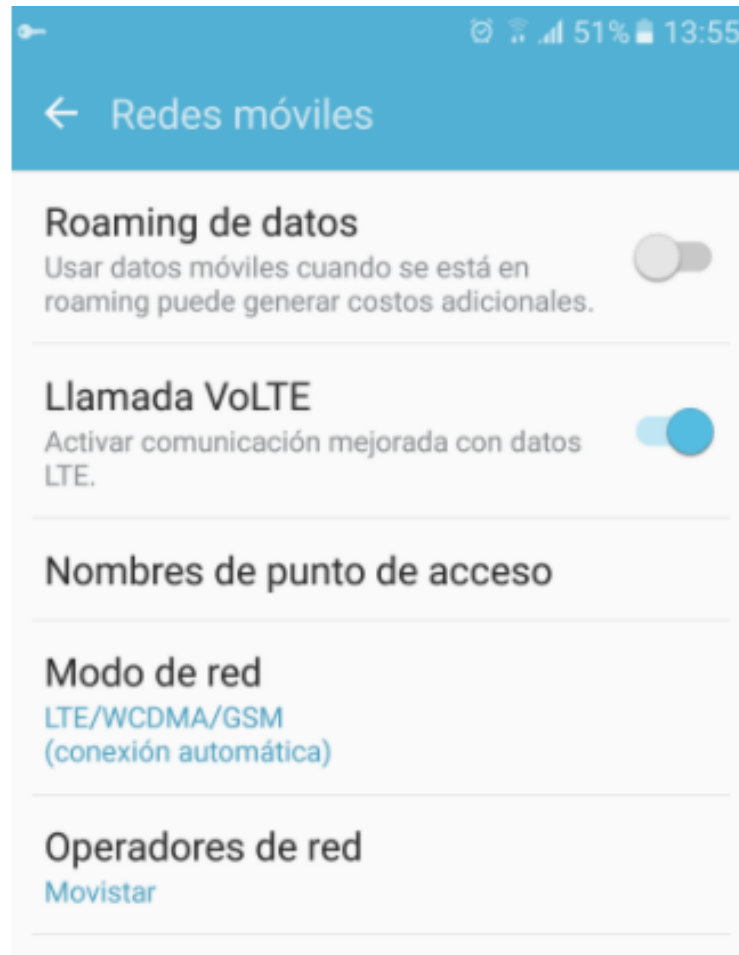 51% 13:55
Redes móviles
Roaming de datos
Usar datos móviles cuando se está en
roaming puede generar costos adicionales.
Llamada VoLTE
Activar comunicación mejorada con datos
LTE.
Nombres de punto de acceso
Modo de red
LTE/WCDMA/GSM
(conexión automática)
Operadores de red
Movistar